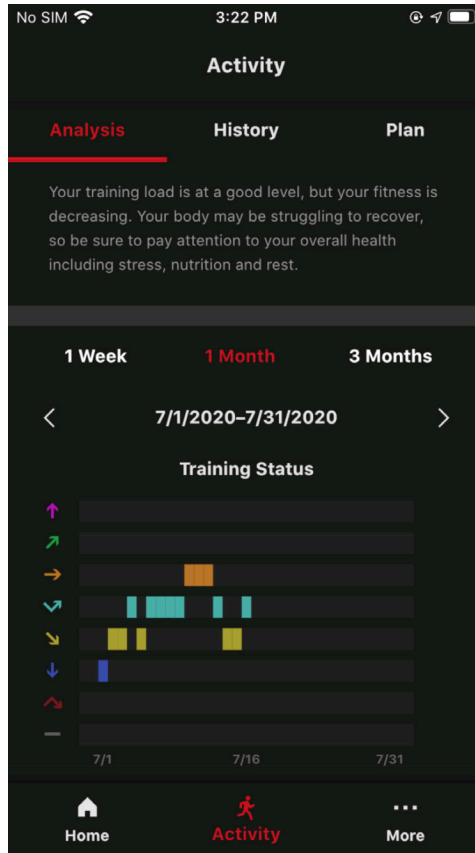 No SIM 3:22 PM
Activity
Analysis History Plan
Your training load is at a good level, but your fitness is
decreasing. Your body may be struggling to recover,
so be sure to pay attention to your overall health
including stress, nutrition and rest.
1 Week 1 Month 3 Months
7/1/2020–7/31/2020
Training Status
7/1 7/16 7/31
Home Activity More